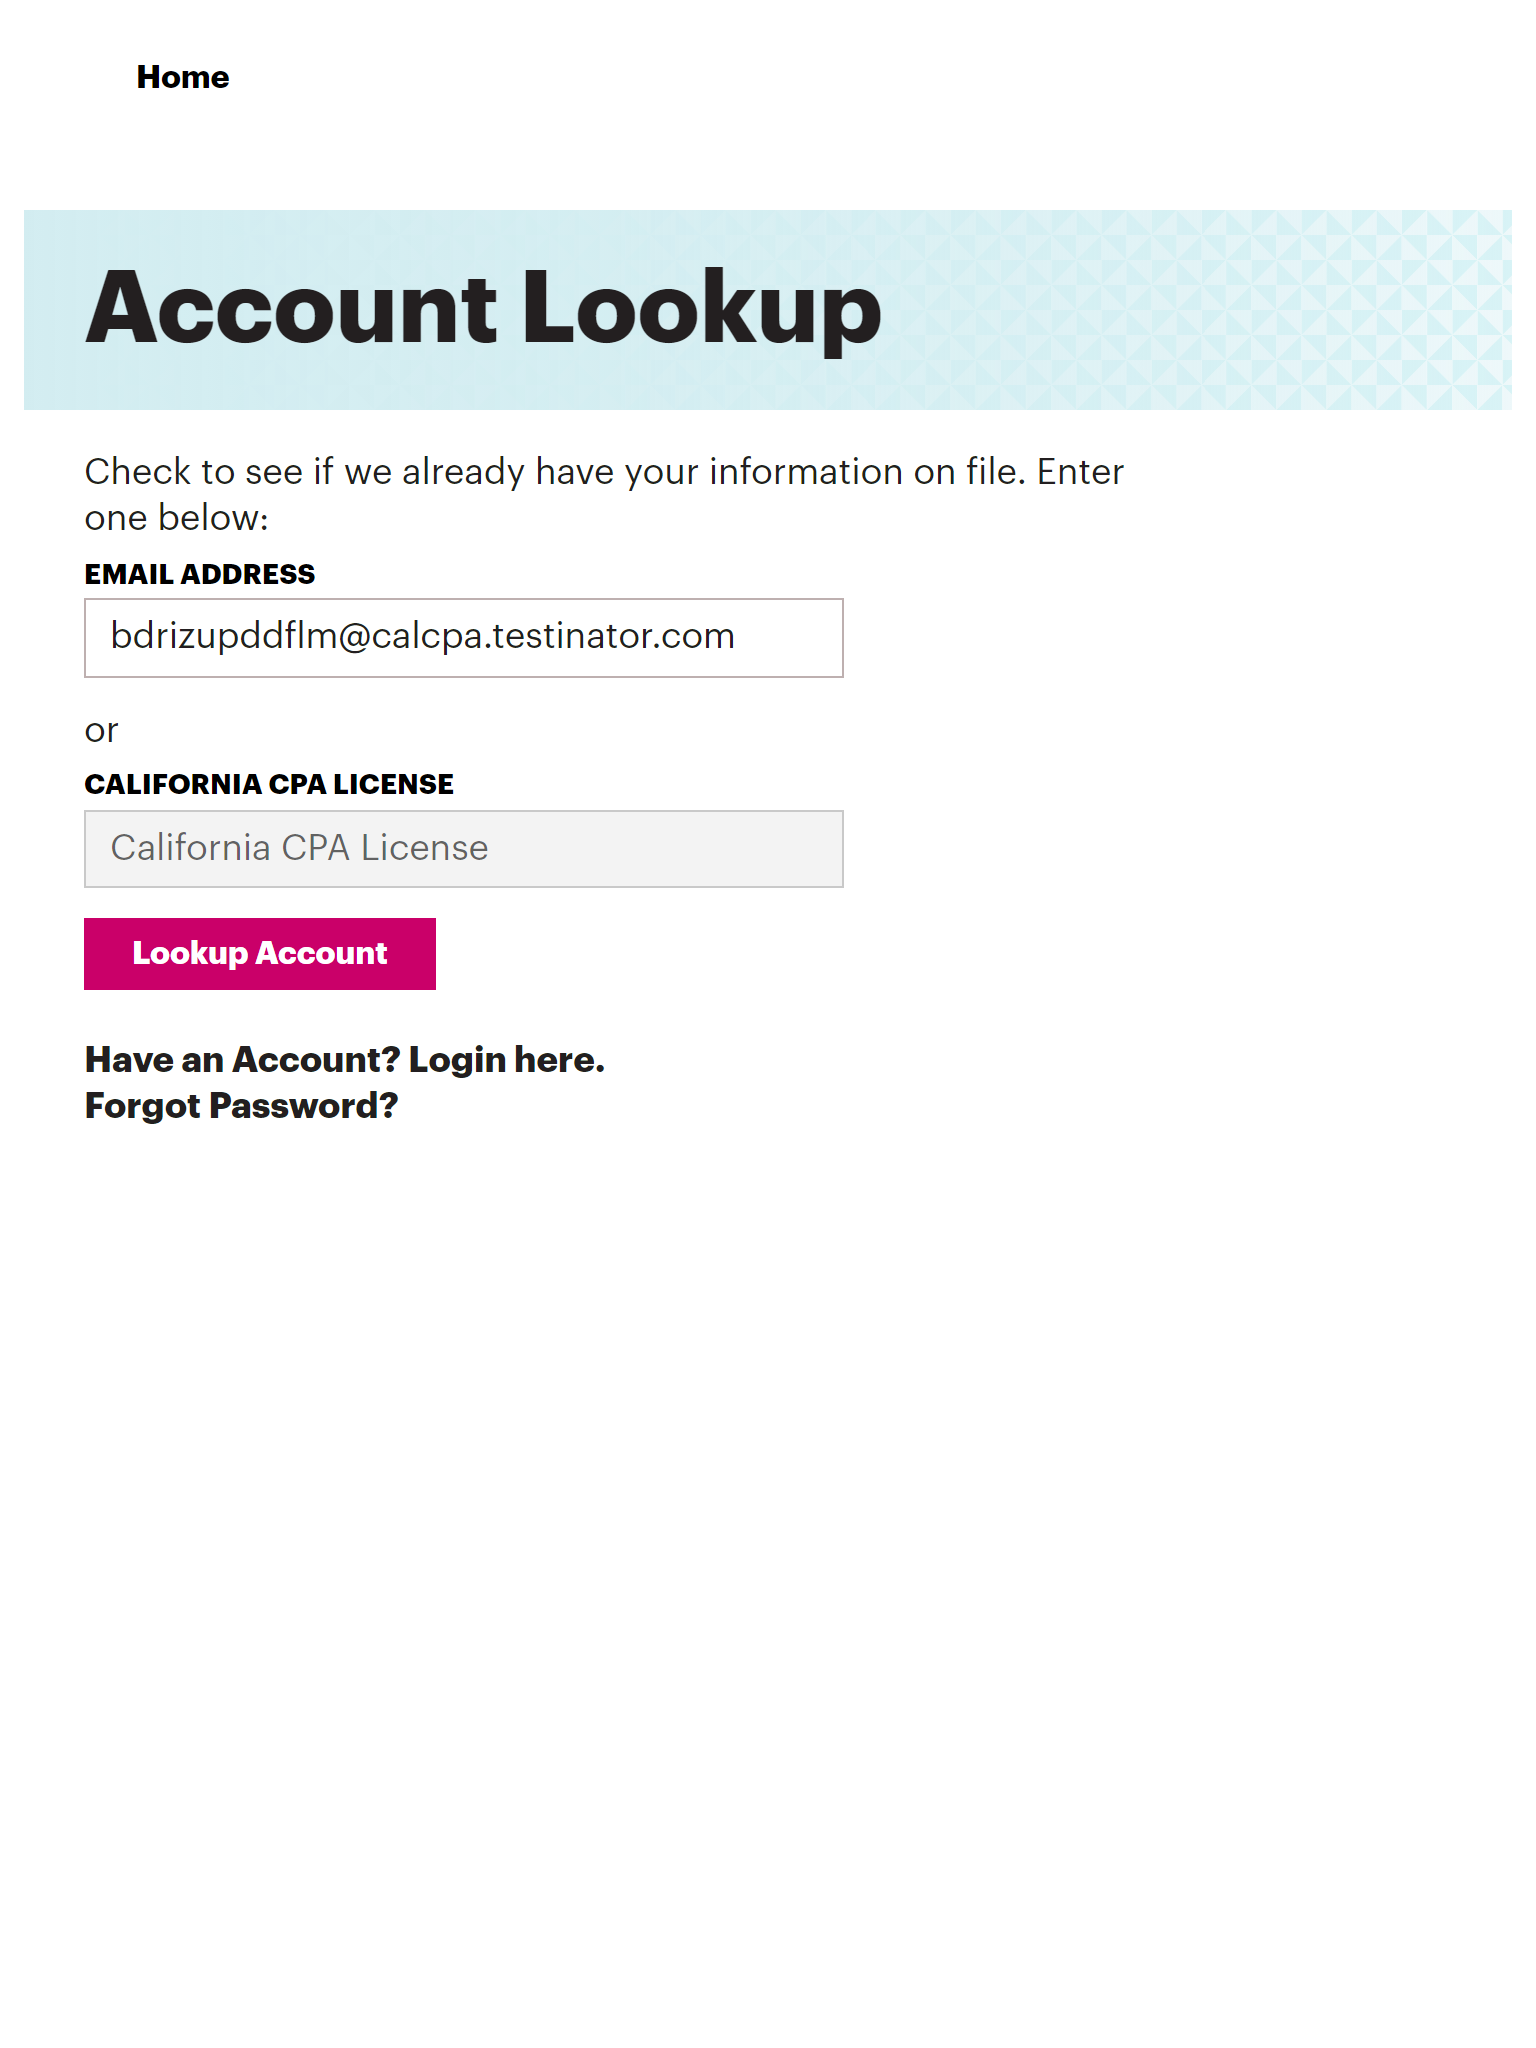 Home
Account Lookup
Check to see if we already have your information on file. Enter
one below:
EMAIL ADDRESS
bdrizupddflm@calcpa.testinator.com
or
CALIFORNIA CPA LICENSE
California CPA License
Lookup Account
Have an Account? Login here.
Forgot Password?